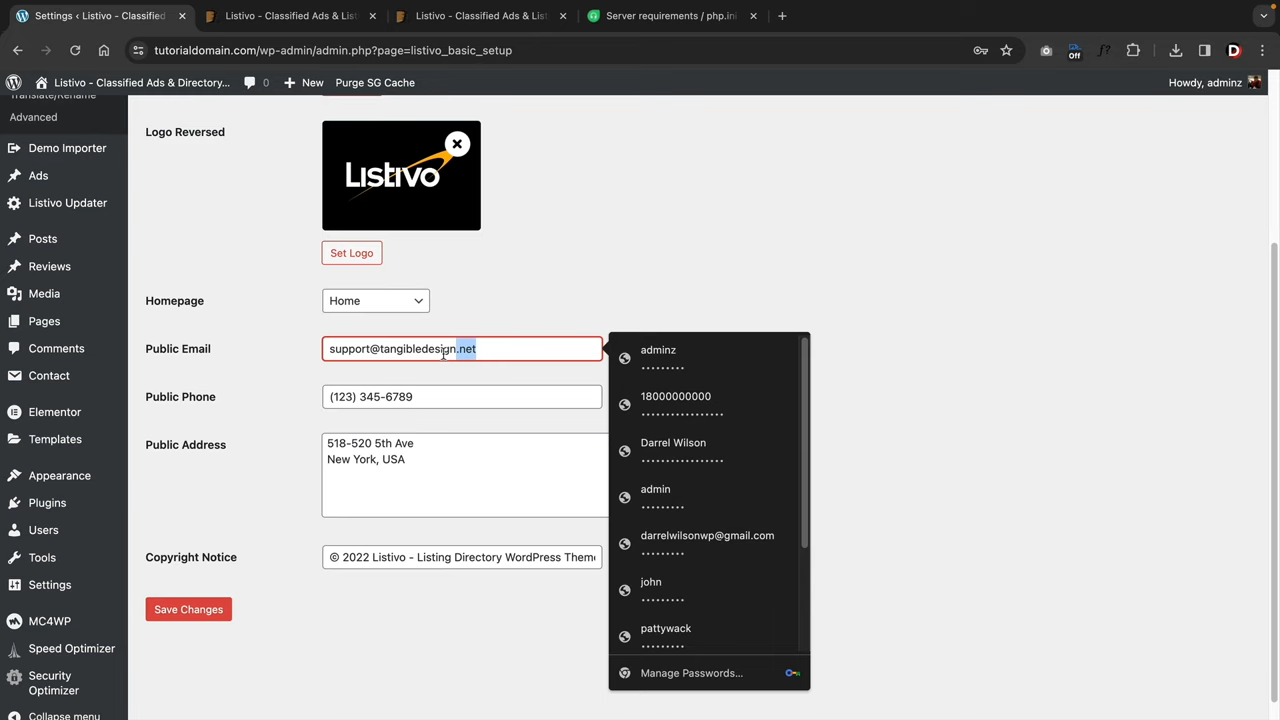 Settings ‹ Listivo - Classified
Listivo - Classified Ads & Listi
Listivo - Classified Ads & List
Server requirements / php.ini
tutorialdomain.com/wp-admin/admin.php?page=listivo_basic_setup
Off
f?
D
Listivo - Classified Ads & Directory...
0
New
Purge SG Cache
Howdy, adminz
Translate/Rename
Advanced
Demo Importer
Ads
Listivo Updater
Posts
Reviews
Media
Pages
Comments
Contact
Elementor
Templates
Appearance
Plugins
Users
Tools
Settings
MC4WP
Speed Optimizer
Security
Optimizer
Collapse menu
Logo Reversed
Listivo
Set Logo
Homepage
Home
Public Email
support@tangibledesign.net
Public Phone
(123) 345-6789
Public Address
518-520 5th Ave
New York, USA
Copyright Notice
© 2022 Listivo - Listing Directory WordPress Theme
Save Changes
adminz
•••••••••
18000000000
•••••••••••••••••
Darrel Wilson
•••••••••••••••••
admin
•••••••••
darrelwilsonwp@gmail.com
•••••••••
john
•••••••••
pattywack
•••••••••
Manage Passwords...